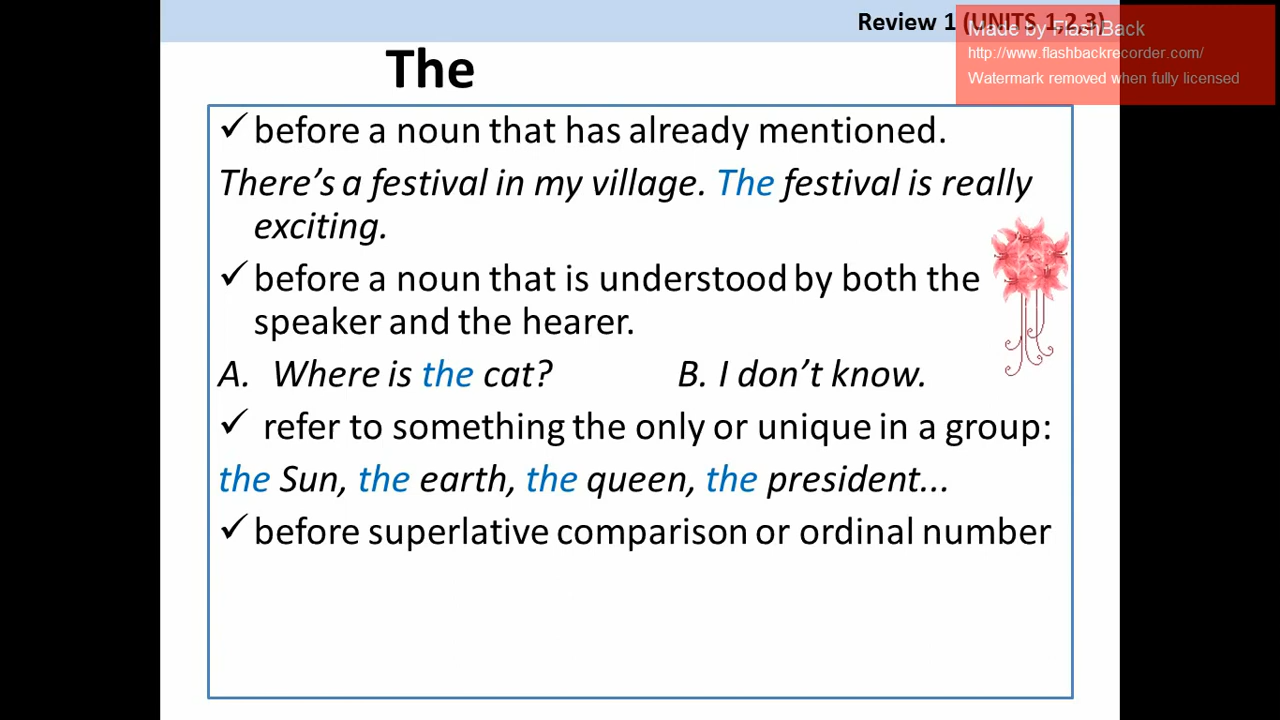 Review 1 (UNITS 1,2,3)
Made by FlashBack
http://www.flashbackrecorder.com/
Watermark removed when fully licensed
The
✓ before a noun that has already mentioned.
There's a festival in my village. The festival is really
exciting.
✓ before a noun that is understood by both the
speaker and the hearer.
A. Where is the cat? B. I don't know.
✓ refer to something the only or unique in a group:
the Sun, the earth, the queen, the president...
✓ before superlative comparison or ordinal number